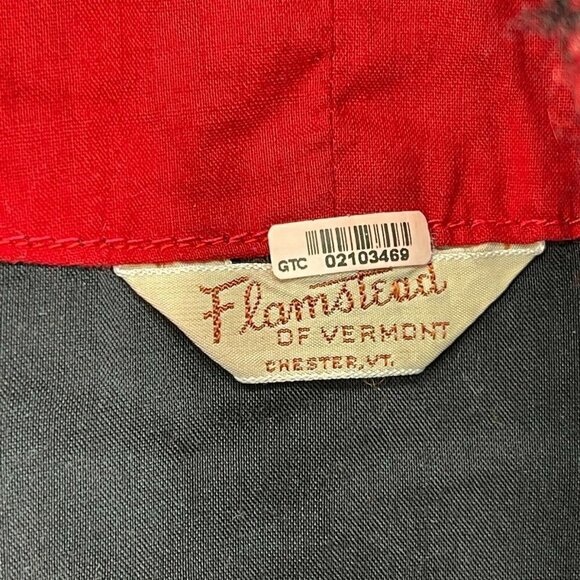 GTC 02103469
Flamstead
OF VERMONT
CHESTER, VT.